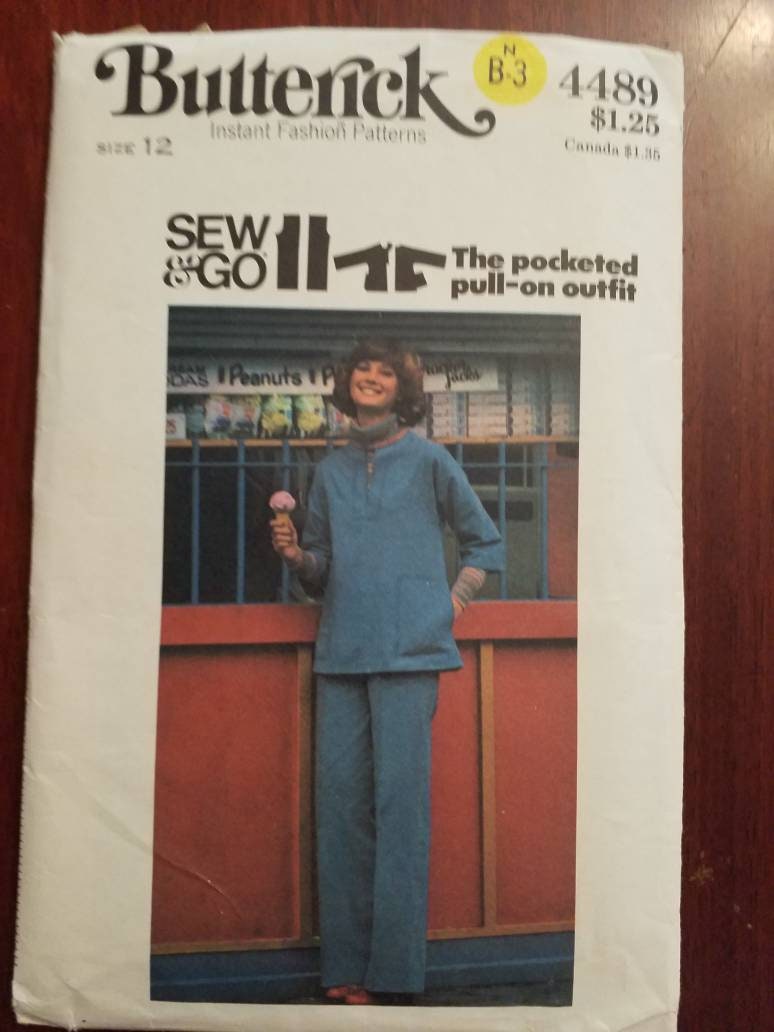 Butterick
N
B-3
4489
$1.25
Instant Fashion Patterns
SIZE 12
Canada $1.35
SEW
&GO
The pocketed
pull-on outfit
Peanuts